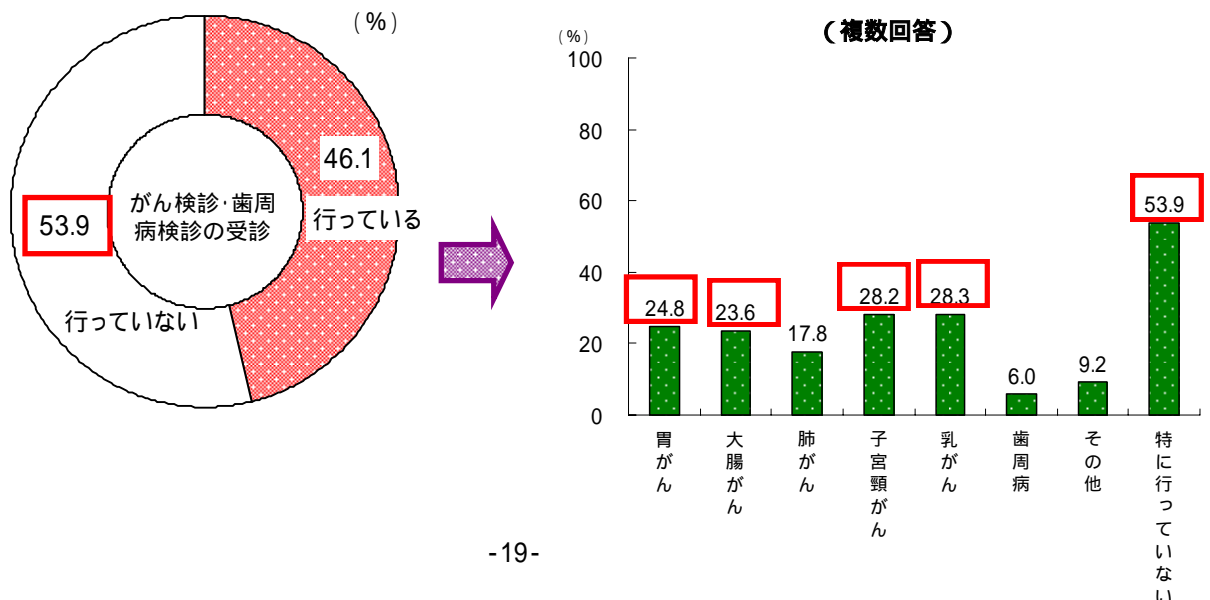 (%)
46.1
行っている
がん検診・歯周
病検診の受診
53.9
行っていない
(複数回答)
(%)
100
80
60
40
20
0
24.8
23.6
17.8
28.2
28.3
6.0
9.2
53.9
胃がん
大腸がん
肺がん
子宮頸がん
乳がん
歯周病
その他
特に行っていない
-19-